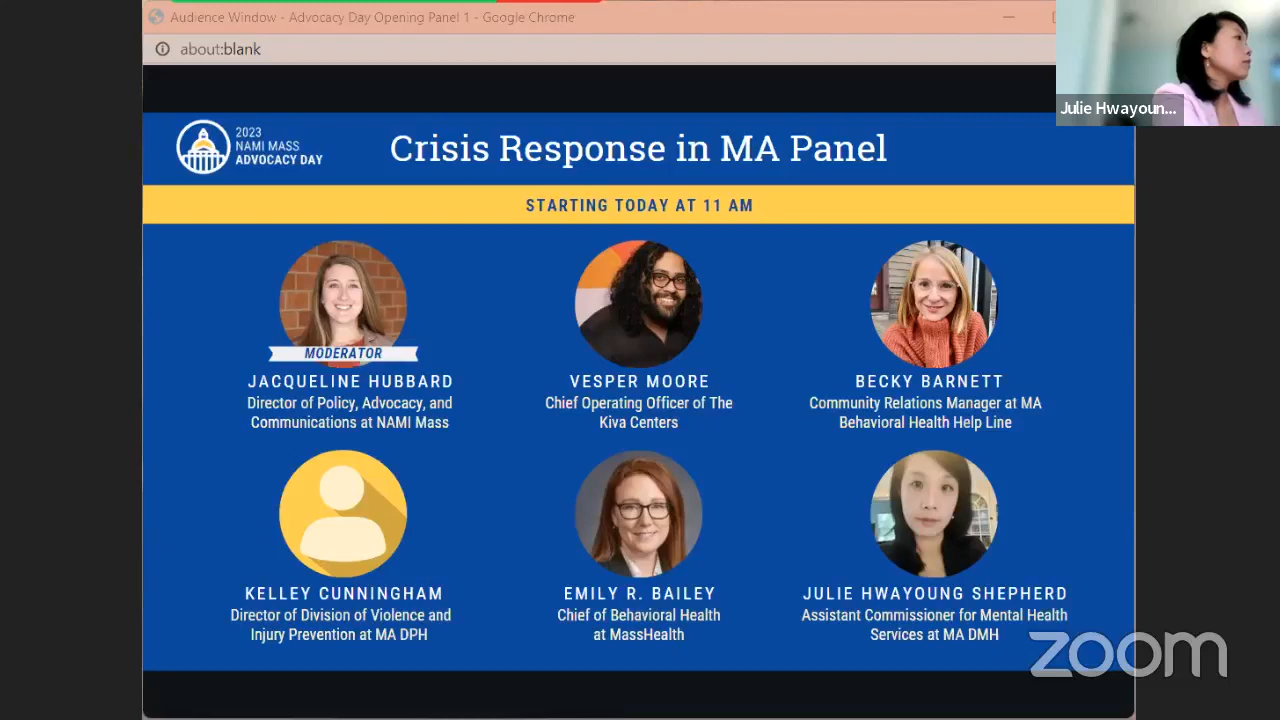 Audience Window - Advocacy Day Opening Panel 1 - Google Chrome
about:blank
Julie Hwayoun...
2023
NAMI MASS
ADVOCACY DAY
Crisis Response in MA Panel
STARTING TODAY AT 11 AM
MODERATOR
JACQUELINE HUBBARD
Director of Policy, Advocacy, and
Communications at NAMI Mass
VESPER MOORE
Chief Operating Officer of The
Kiva Centers
BECKY BARNETT
Community Relations Manager at MA
Behavioral Health Help Line
KELLEY CUNNINGHAM
Director of Division of Violence and
Injury Prevention at MA DPH
EMILY R. BAILEY
Chief of Behavioral Health
at MassHealth
JULIE HWAYOUNG SHEPHERD
Assistant Commissioner for Mental Health
Services at MA DMH
zoom